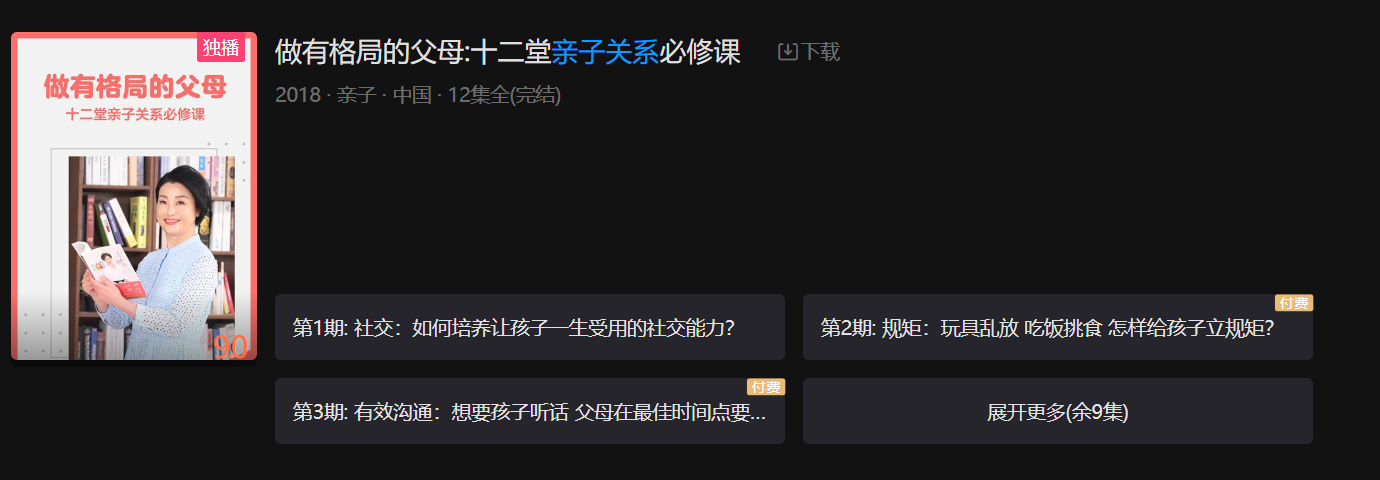 独播
做有格局的父母
十二堂亲子关系必修课
9.0
做有格局的父母:十二堂亲子关系必修课
下载
2018 · 亲子 · 中国 · 12集全(完结)
第1期: 社交：如何培养让孩子一生受用的社交能力?
付费
第2期: 规矩：玩具乱放 吃饭挑食 怎样给孩子立规矩?
付费
第3期: 有效沟通：想要孩子听话 父母在最佳时间点要...
展开更多(余9集)